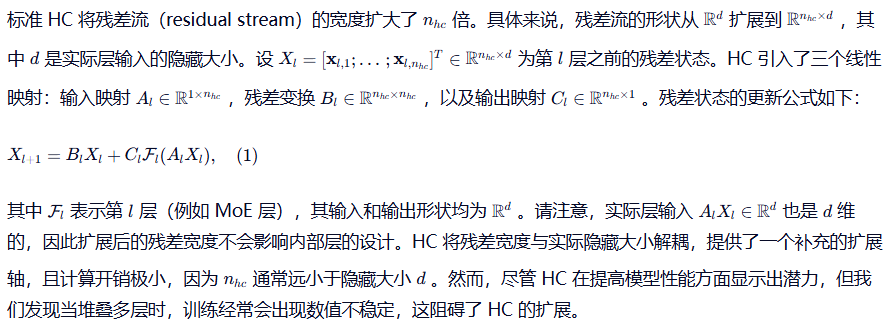 标准 HC 将残差流（residual stream）的宽度扩大了 $n_{hc}$ 倍。具体来说，残差流的形状从 $\mathbb{R}^d$ 扩展到 $\mathbb{R}^{n_{hc} \times d}$ ，其
中 $d$ 是实际层输入的隐藏大小。设 $X_l = [\mathbf{x}_{l,1}; \ldots; \mathbf{x}_{l,n_{hc}}]^T \in \mathbb{R}^{n_{hc} \times d}$ 为第 $l$ 层之前的残差状态。HC 引入了三个线性
映射：输入映射 $A_l \in \mathbb{R}^{1 \times n_{hc}}$ ，残差变换 $B_l \in \mathbb{R}^{n_{hc} \times n_{hc}}$ ，以及输出映射 $C_l \in \mathbb{R}^{n_{hc} \times 1}$ 。残差状态的更新公式如下：
$X_{l+1} = B_l X_l + C_l \mathcal{F}_l(A_l X_l), \quad (1)$
其中 $\mathcal{F}_l$ 表示第 $l$ 层（例如 MoE 层），其输入和输出形状均为 $\mathbb{R}^d$ 。请注意，实际层输入 $A_l X_l \in \mathbb{R}^d$ 也是 $d$ 维
的，因此扩展后的残差宽度不会影响内部层的设计。HC 将残差宽度与实际隐藏大小解耦，提供了一个补充的扩展
轴，且计算开销极小，因为 $n_{hc}$ 通常远小于隐藏大小 $d$ 。然而，尽管 HC 在提高模型性能方面显示出潜力，但我
们发现当堆叠多层时，训练经常会出现数值不稳定，这阻碍了 HC 的扩展。